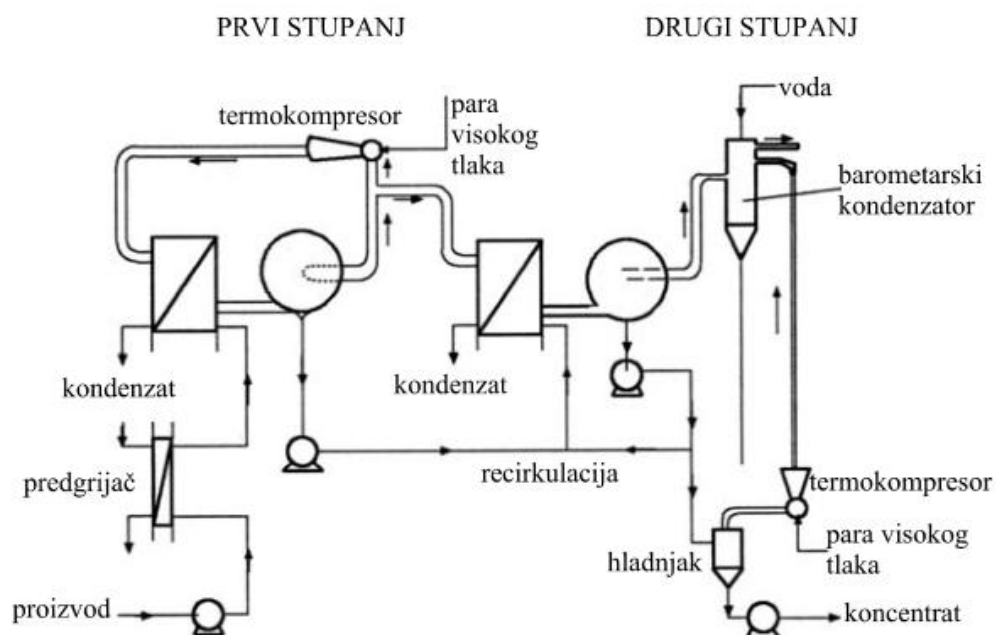 PRVI STUPANJ
DRUGI STUPANJ
termokompresor
para
visokog
tlaka
voda
barometarski
kondenzator
kondenzat
kondenzat
predgrijač
recirkulacija
termokompresor
para visokog
tlaka
hladnjak
proizvod
koncentrat